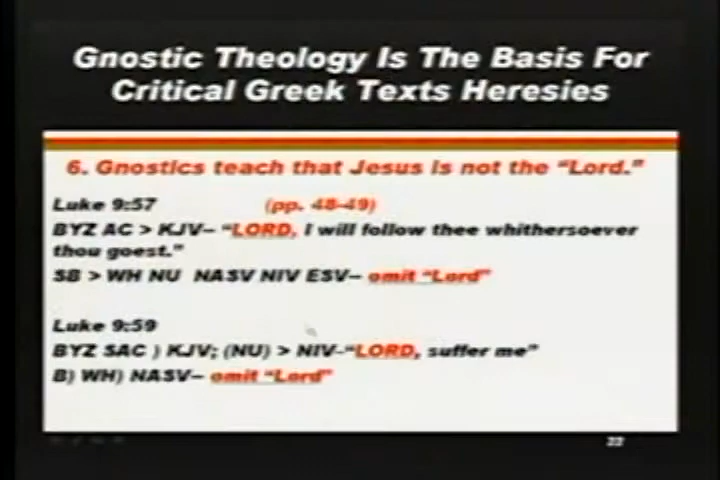 Gnostic Theology Is The Basis For
Critical Greek Texts Heresies
6. Gnostics teach that Jesus is not the “Lord.”
Luke 9:57 (pp. 48-49)
BYZ AC > KJV– “LORD, I will follow thee whithersoever
thou goest.”
SB > WH NU NASV NIV ESV– omit “Lord”
Luke 9:59
BYZ SAC ) KJV; (NU) > NIV-“LORD, suffer me”
B) WH) NASV– omit “Lord”
22